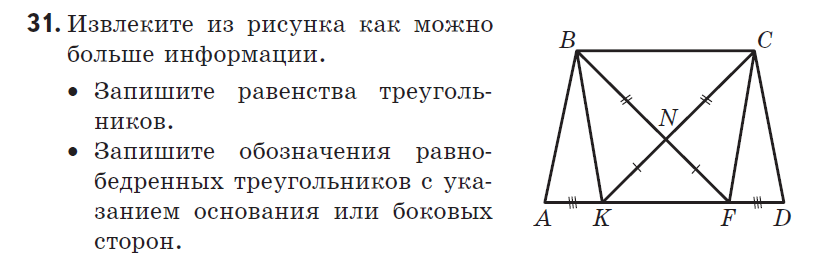 31. Извлеките из рисунка как можно
больше информации.
• Запишите равенства треуголь-
ников.
• Запишите обозначения равно-
бедренных треугольников с ука-
занием основания или боковых
сторон.
B C
N
A K F D